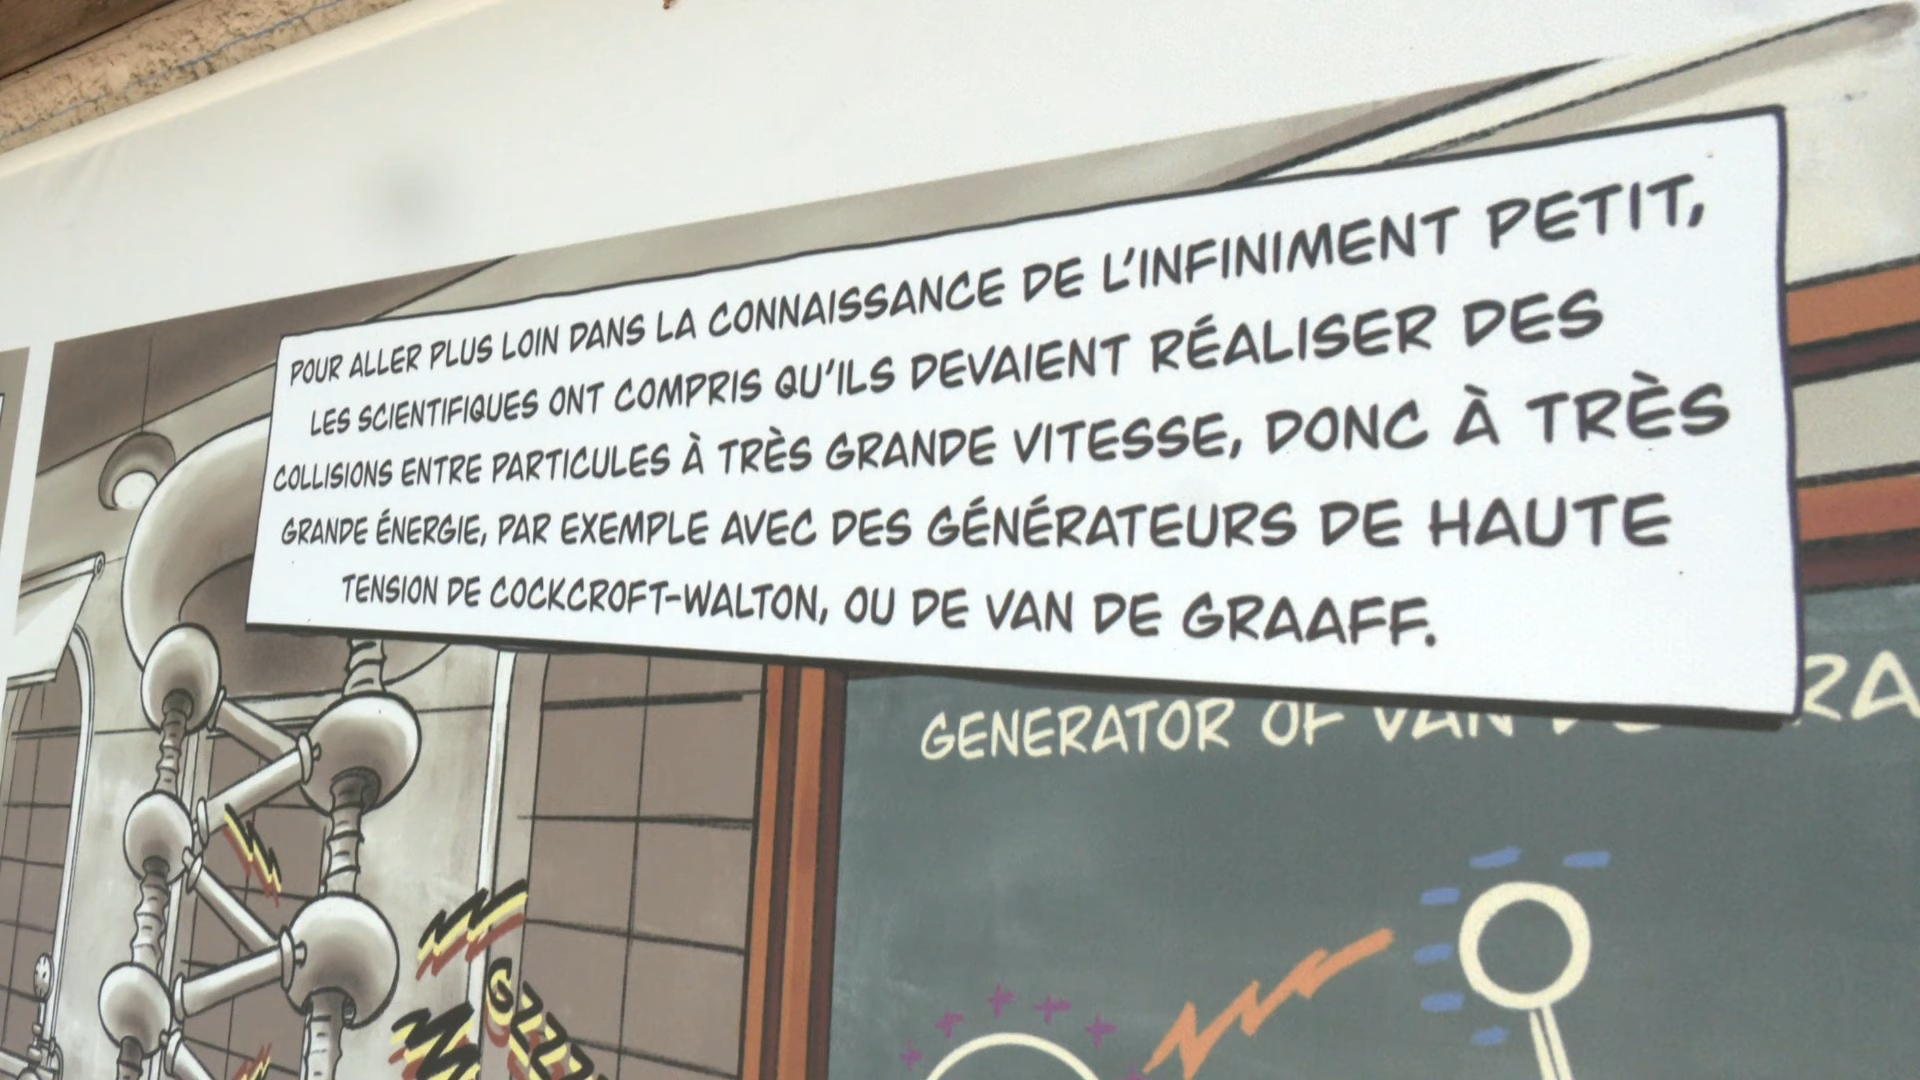 POUR ALLER PLUS LOIN DANS LA CONNAISSANCE DE L'INFINIMENT PETIT,
LES SCIENTIFIQUES ONT COMPRIS QU'ILS DEVAIENT RÉALISER DES
COLLISIONS ENTRE PARTICULES À TRÈS GRANDE VITESSE, DONC À TRÈS
GRANDE ÉNERGIE, PAR EXEMPLE AVEC DES GÉNÉRATEURS DE HAUTE
TENSION DE COCKCROFT-WALTON, OU DE VAN DE GRAAFF.
GENERATOR OF VAN
GZZZ